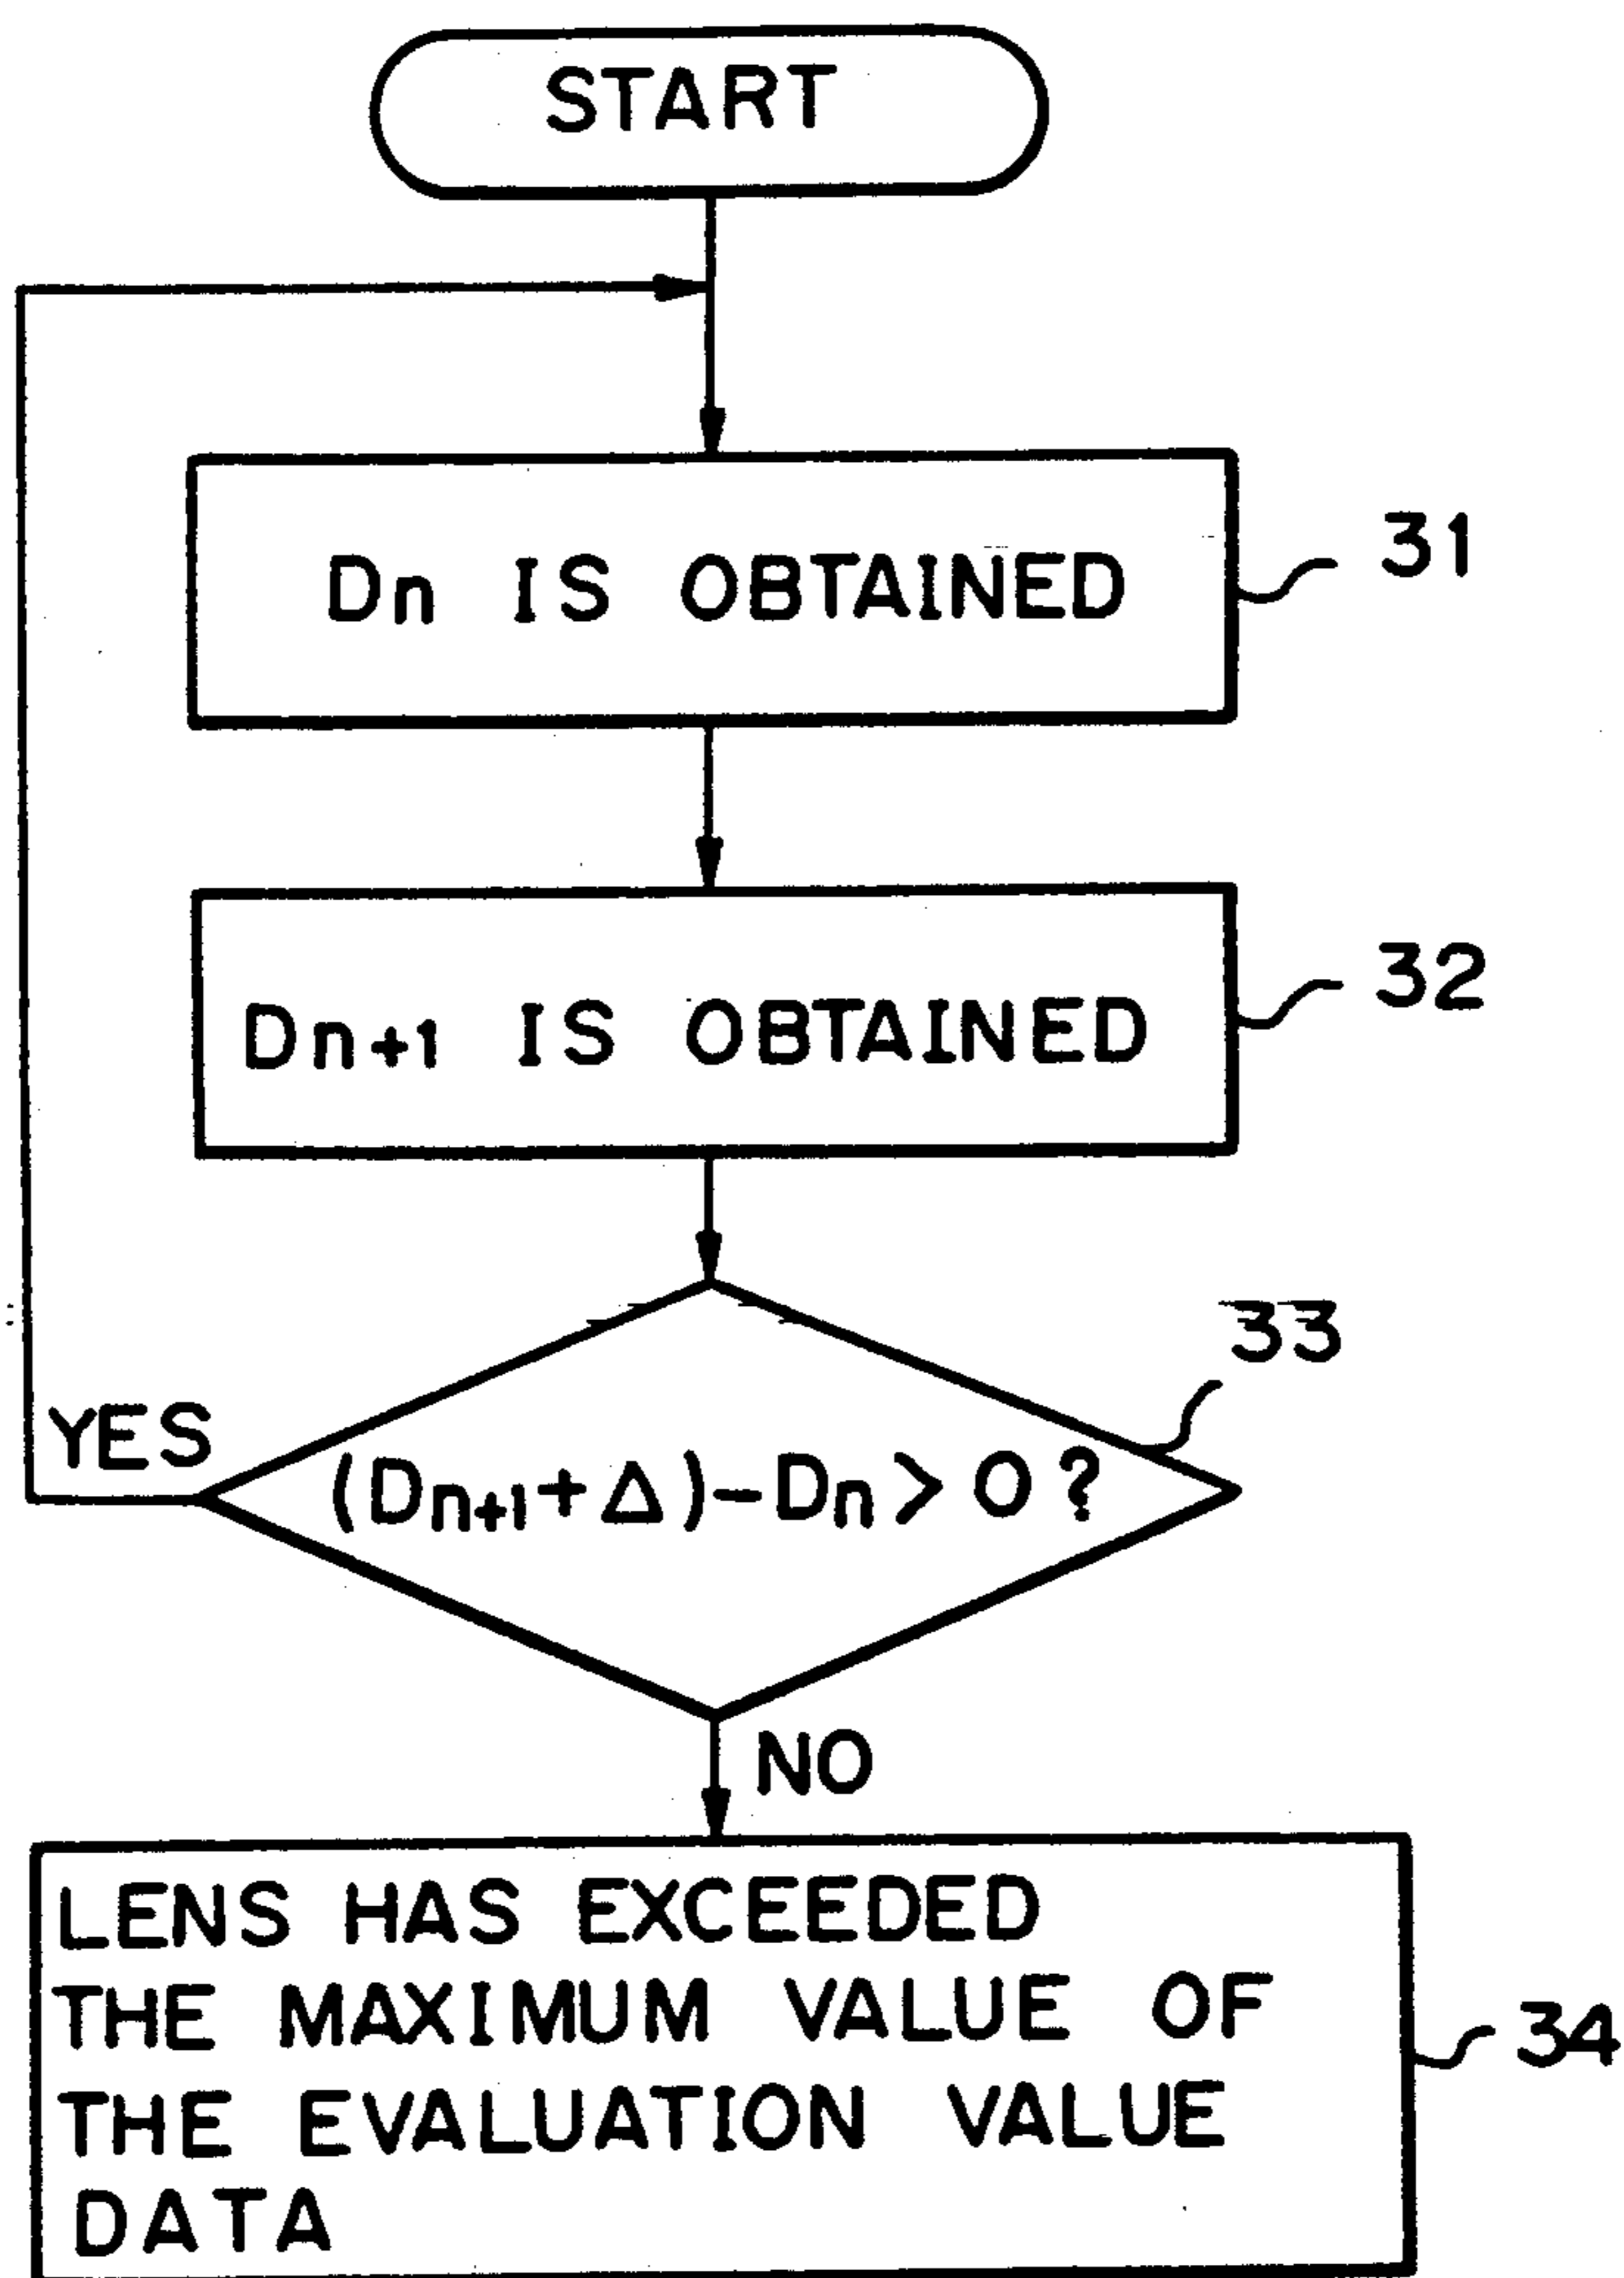 START
Dn IS OBTAINED
31
Dn+1 IS OBTAINED
32
33
YES
(Dn+1+Δ)-Dn>0?
NO
LENS HAS EXCEEDED
THE MAXIMUM VALUE OF
THE EVALUATION VALUE
DATA
34